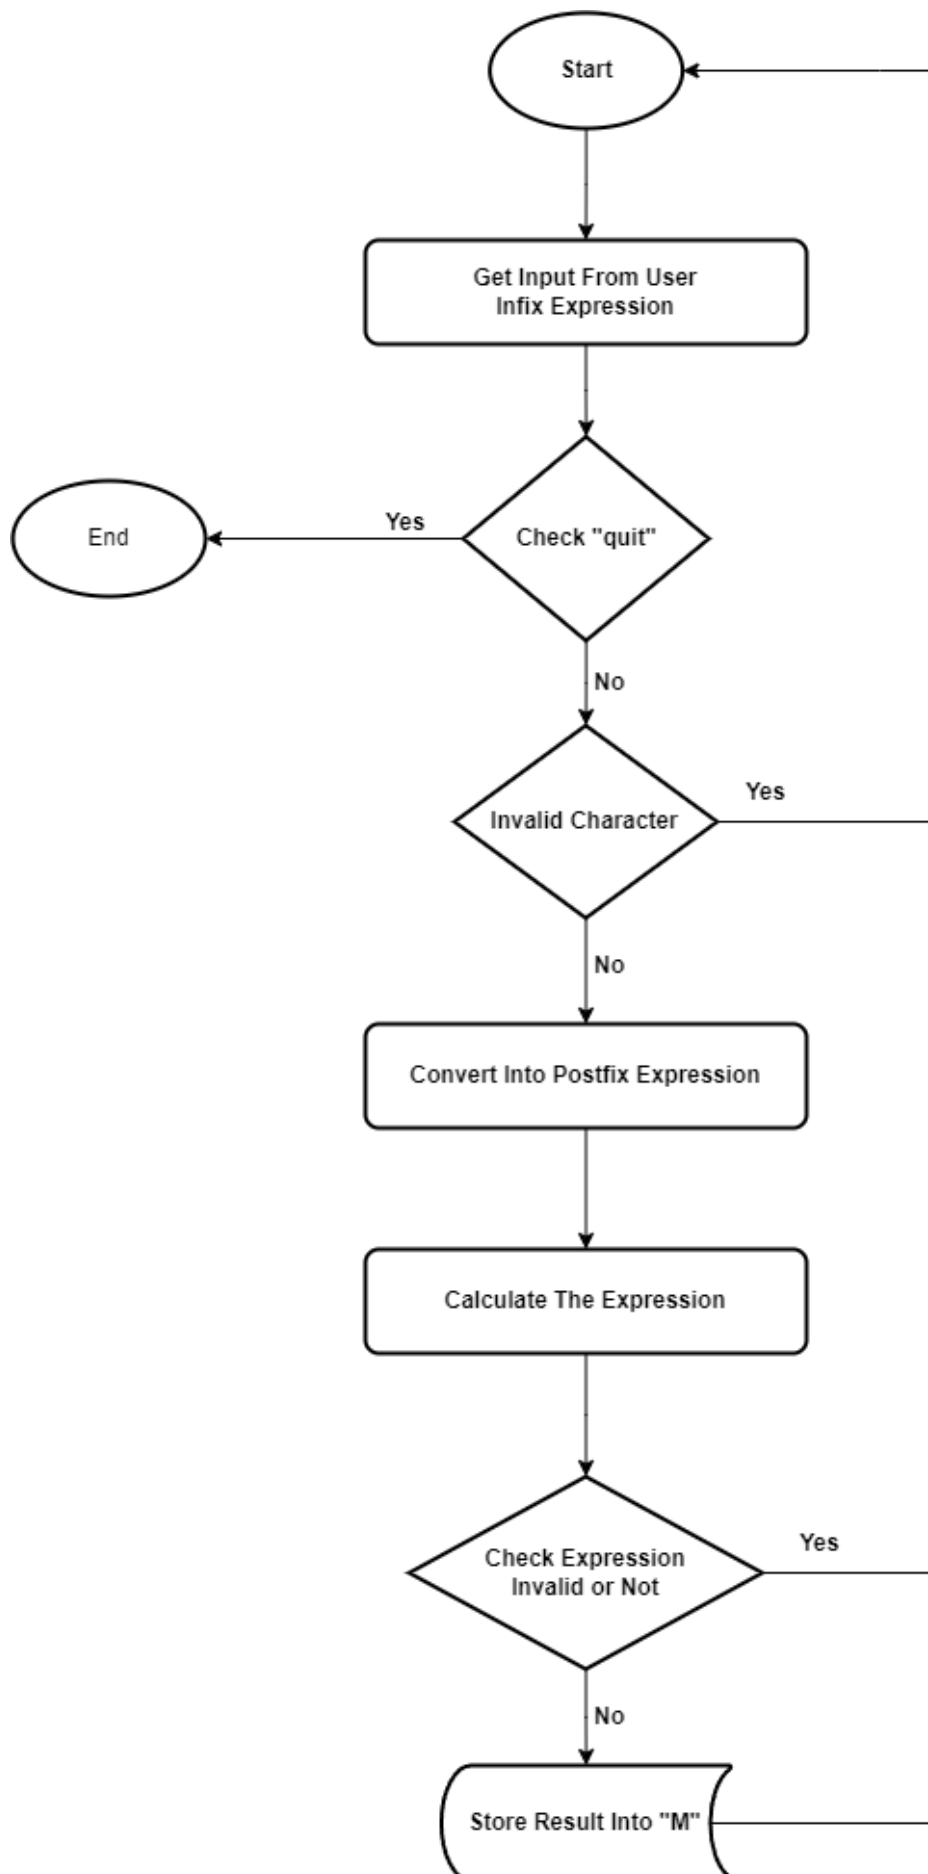 Start
Get Input From User
Infix Expression
Check "quit"
Yes
End
No
Invalid Character
Yes
No
Convert Into Postfix Expression
Calculate The Expression
Check Expression
Invalid or Not
Yes
No
Store Result Into "M"